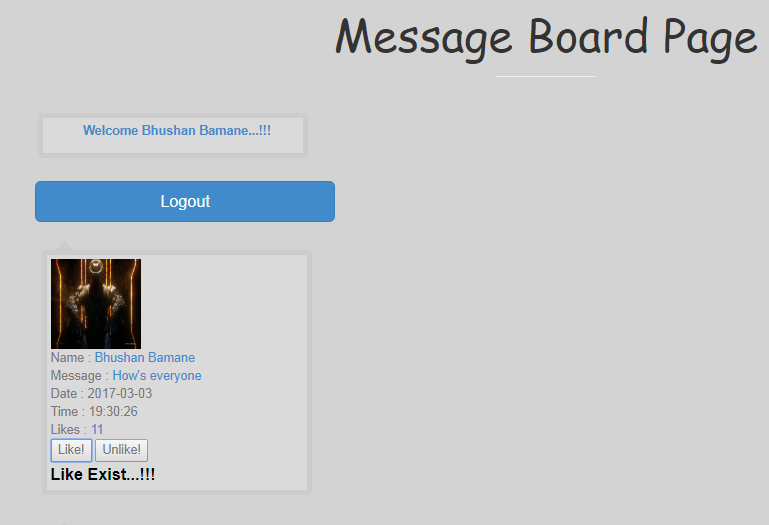 Message Board Page
Welcome Bhushan Bamane...!!!
Logout
Name : Bhushan Bamane
Message : How's everyone
Date : 2017-03-03
Time : 19:30:26
Likes : 11
Like! Unlike!
Like Exist...!!!